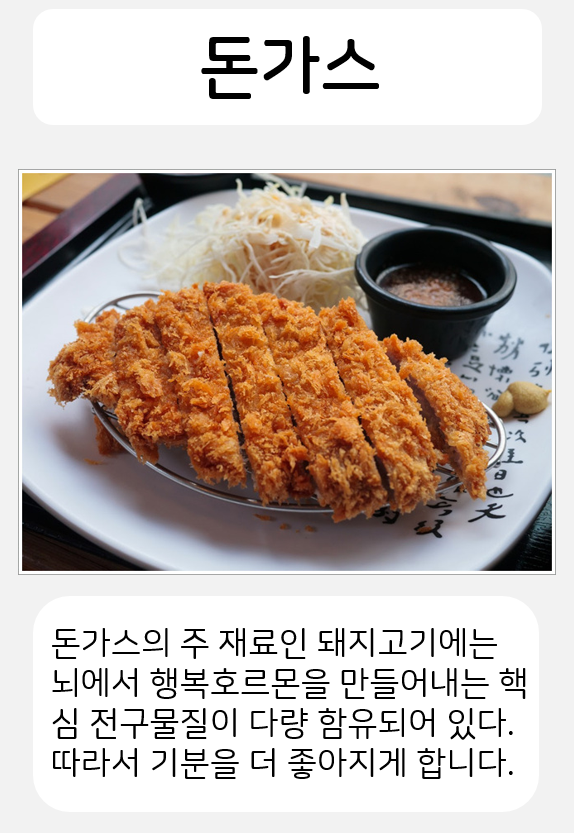 돈가스
돈가스의 주 재료인 돼지고기에는
뇌에서 행복호르몬을 만들어내는 핵
심 전구물질이 다량 함유되어 있다.
따라서 기분을 더 좋아지게 합니다.